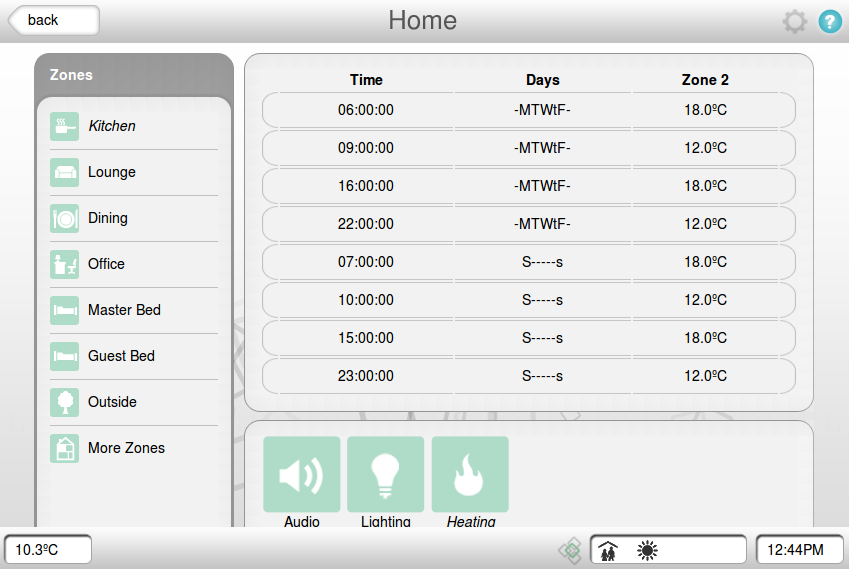 back
Home
?
Zones
Kitchen
Lounge
Dining
Office
Master Bed
Guest Bed
Outside
More Zones
Time Days Zone 2
06:00:00 -MTWtF- 18.0ºC
09:00:00 -MTWtF- 12.0ºC
16:00:00 -MTWtF- 18.0ºC
22:00:00 -MTWtF- 12.0ºC
07:00:00 S-----s 18.0ºC
10:00:00 S-----s 12.0ºC
15:00:00 S-----s 18.0ºC
23:00:00 S-----s 12.0ºC
Audio Lighting Heating
10.3ºC
12:44PM